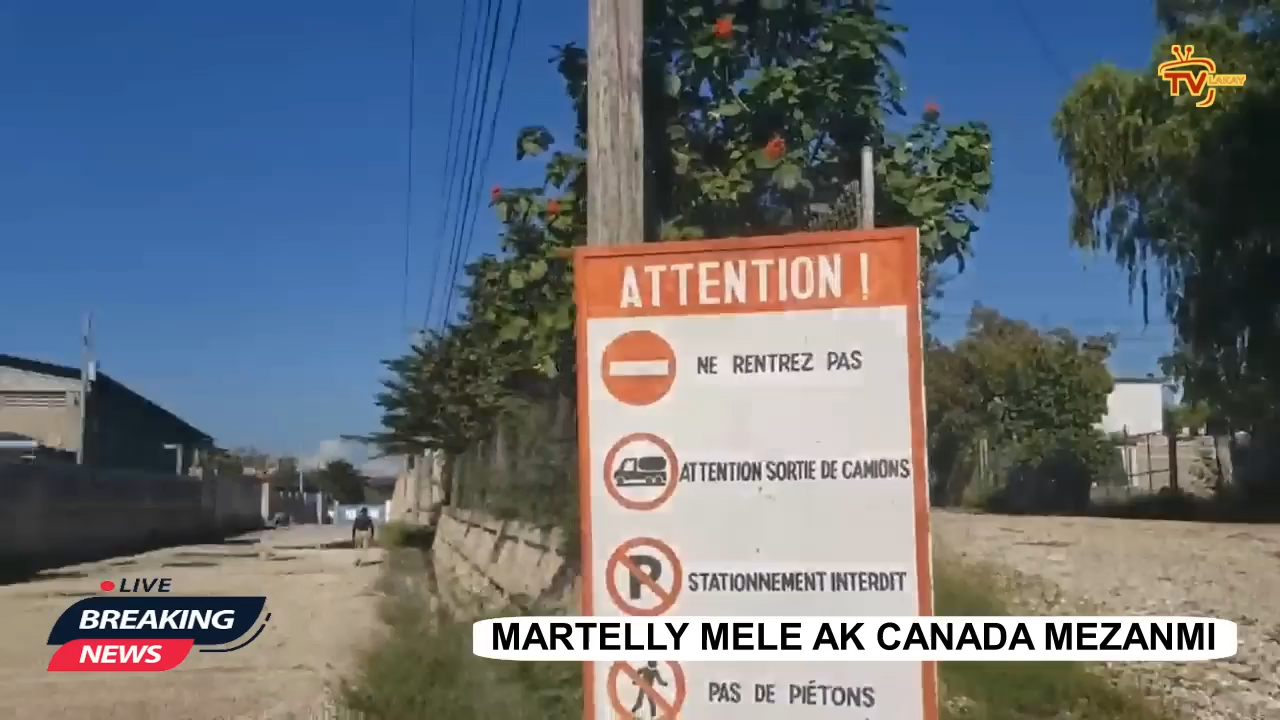 TV LAKAY
ATTENTION !
NE RENTREZ PAS
ATTENTION SORTIE DE CAMIONS
P STATIONNEMENT INTERDIT
LIVE
BREAKING
NEWS
MARTELLY MELE AK CANADA MEZANMI
PAS DE PIÉTONS